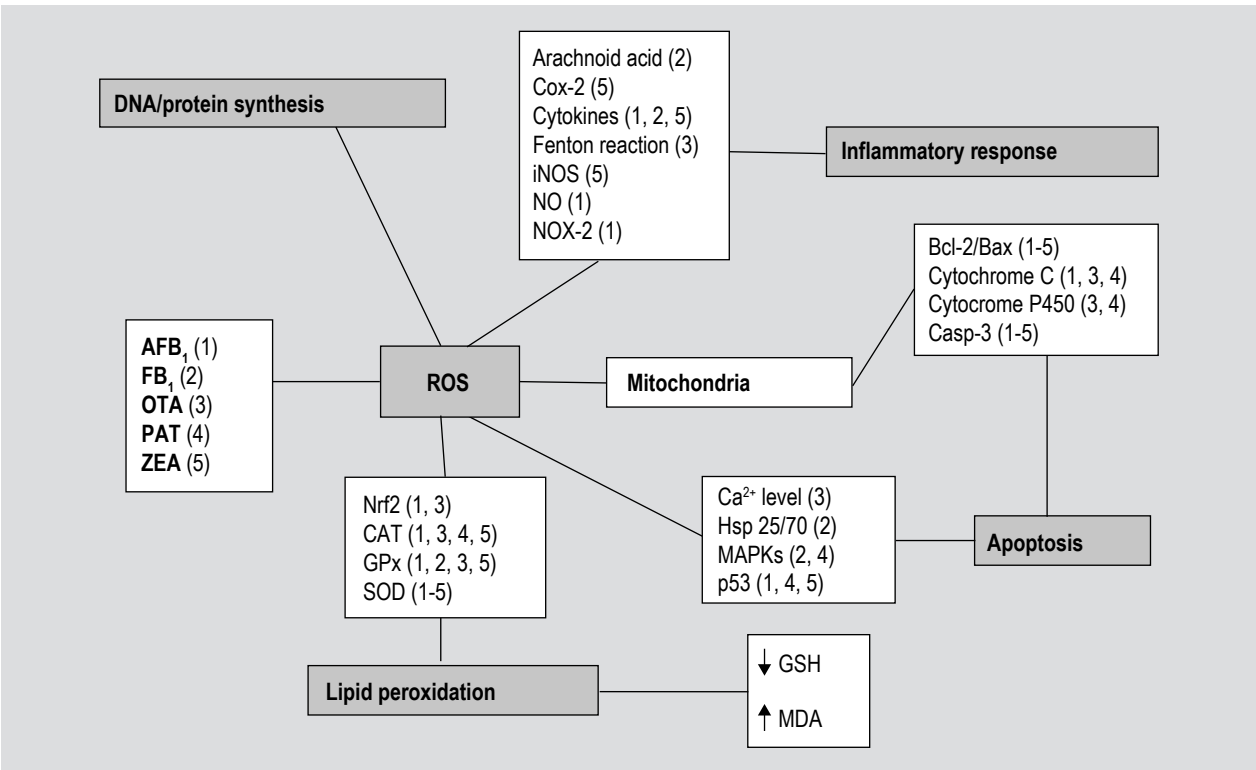 DNA/protein synthesis
Arachnoid acid (2)
Cox-2 (5)
Cytokines (1, 2, 5)
Fenton reaction (3)
iNOS (5)
NO (1)
NOX-2 (1)
Inflammatory response
Bcl-2/Bax (1-5)
Cytochrome C (1, 3, 4)
Cytocrome P450 (3, 4)
Casp-3 (1-5)
AFB₁ (1)
FB₁ (2)
OTA (3)
PAT (4)
ZEA (5)
ROS
Mitochondria
Nrf2 (1, 3)
CAT (1, 3, 4, 5)
GPx (1, 2, 3, 5)
SOD (1-5)
Ca²⁺ level (3)
Hsp 25/70 (2)
MAPKs (2, 4)
p53 (1, 4, 5)
Apoptosis
Lipid peroxidation
↓ GSH
↑ MDA